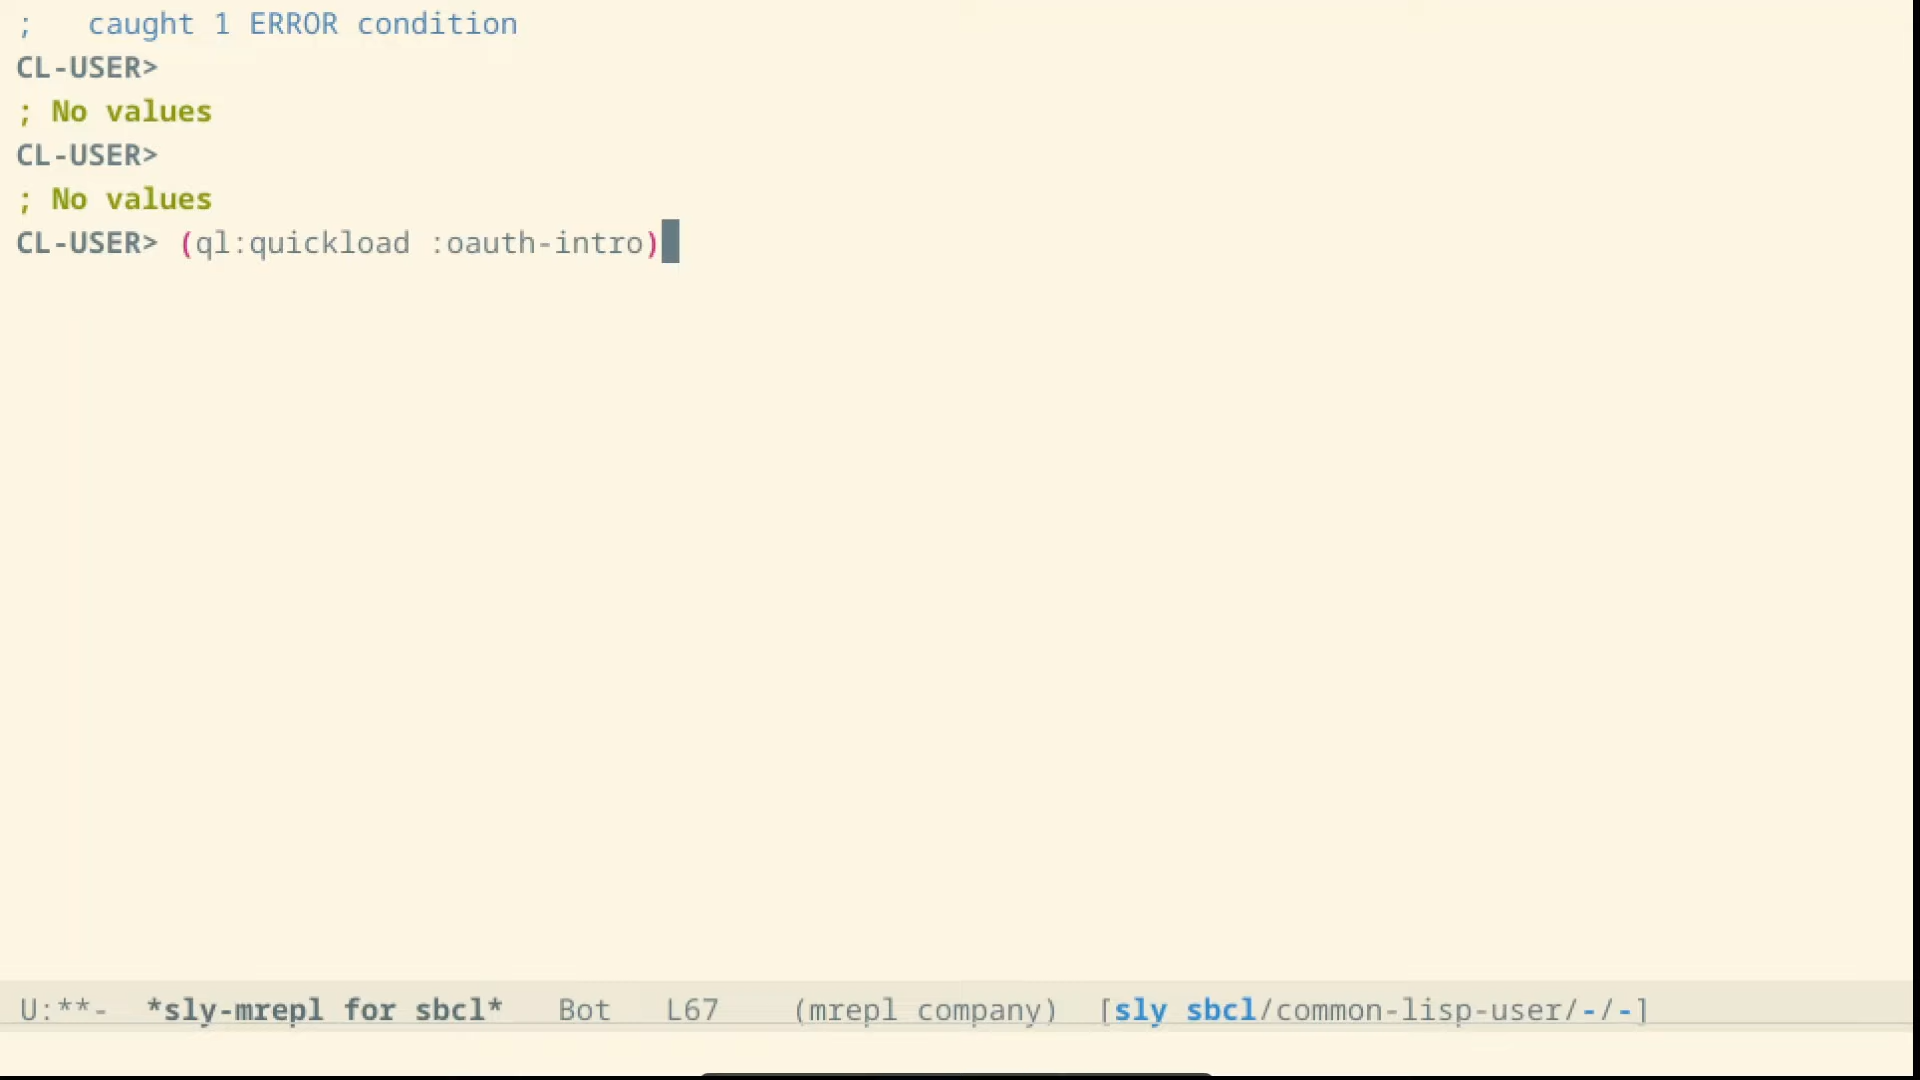 ;   caught 1 ERROR condition
CL-USER>
; No values
CL-USER>
; No values
CL-USER> (ql:quickload :oauth-intro)
U:**-  *sly-mrepl for sbcl*   Bot   L67    (mrepl company)  [sly sbcl/common-lisp-user/-/-]